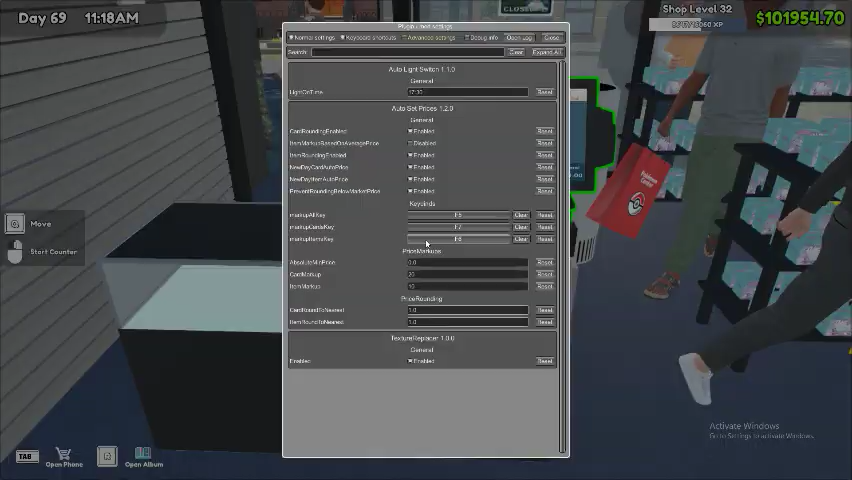 Day 69 11:18AM
Shop Level 32
$101954.70
CLOSED
Plugin / mod settings
Normal settings Keyboard shortcuts Advanced settings Debug info Open Log Close
Search: Clear Expand All
Auto Light Switch 1.1.0
General
LightOnTime 17:30 Reset
Auto Set Prices 1.2.0
General
CardRoundingEnabled Enabled Reset
ItemMarkupBasedOnAveragePrice Disabled Reset
ItemRoundingEnabled Enabled Reset
NewDayCardAutoPrice Enabled Reset
NewDayItemAutoPrice Enabled Reset
PreventRoundingBelowMarketPrice Enabled Reset
Keybinds
markupAllKey Clear Reset
markupCardsKey F7 Clear Reset
markupItemsKey Clear Reset
PriceMarkups
AbsoluteMinPrice 0.0 Reset
CardMarkup 20 Reset
ItemMarkup 10 Reset
PriceRounding
CardRoundToNearest 1.0 Reset
ItemRoundToNearest 1.0 Reset
TextureReplacer 1.0.0
General
Enabled Enabled Reset
Move
Start Counter
Pokémon
Center
Activate Windows
Go to Settings to activate Windows.
TAB Open Phone Open Album